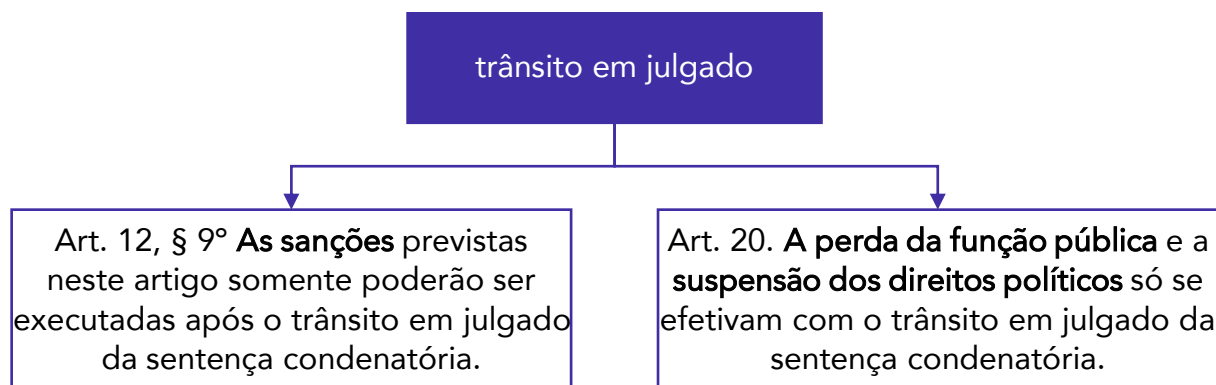 trânsito em julgado
Art. 12, § 9º As sanções previstas
neste artigo somente poderão ser
executadas após o trânsito em julgado
da sentença condenatória.
Art. 20. A perda da função pública e a
suspensão dos direitos políticos só se
efetivam com o trânsito em julgado da
sentença condenatória.